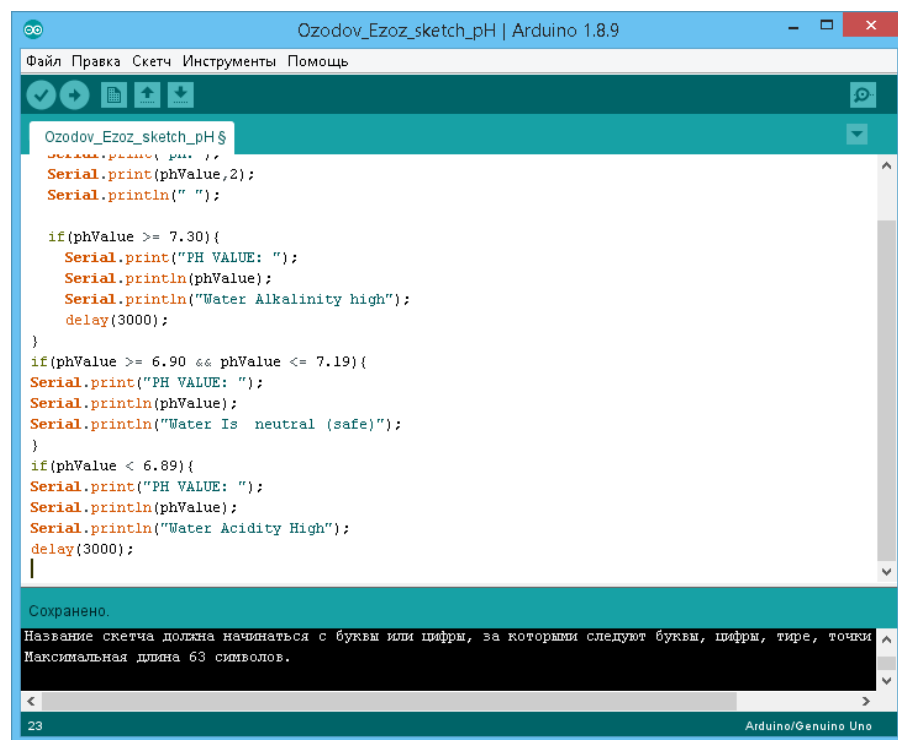 Ozodov_Ezoz_sketch_pH | Arduino 1.8.9
Файл Правка Скетч Инструменты Помощь
Ozodov_Ezoz_sketch_pH §
Serial.print("pH:");
Serial.print(phValue,2);
Serial.println(" ");
if(phValue >= 7.30){
Serial.print("PH VALUE: ");
Serial.println(phValue);
Serial.println("Water Alkalinity high");
delay(3000);
}
if(phValue >= 6.90 && phValue <= 7.19){
Serial.print("PH VALUE: ");
Serial.println(phValue);
Serial.println("Water Is  neutral (safe)");
}
if(phValue < 6.89){
Serial.print("PH VALUE: ");
Serial.println(phValue);
Serial.println("Water Acidity High");
delay(3000);
Сохранено.
Название скетча должна начинаться с буквы или цифры, за которыми следуют буквы, цифры, тире, точки
Максимальная длина 63 символов.
23
Arduino/Genuino Uno